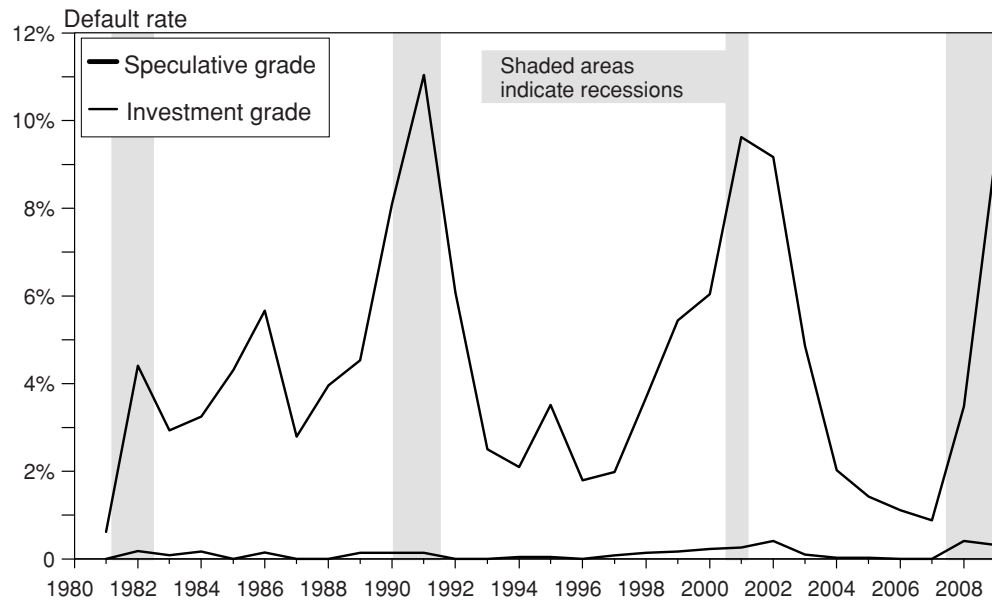 Default rate
12%
Speculative grade
Investment grade
Shaded areas
indicate recessions
10%
8%
6%
4%
2%
0
1980 1982 1984 1986 1988 1990 1992 1994 1996 1998 2000 2002 2004 2006 2008